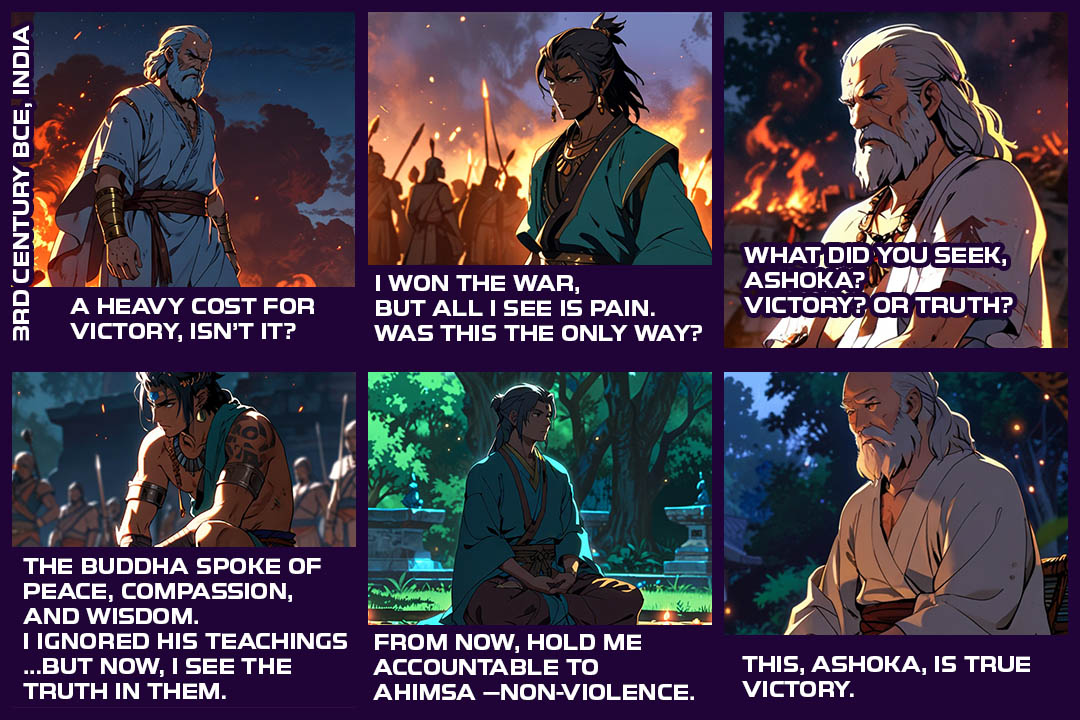 3RD CENTURY BCE, INDIA
A HEAVY COST FOR
VICTORY, ISN'T IT?
I WON THE WAR,
BUT ALL I SEE IS PAIN.
WAS THIS THE ONLY WAY?
WHAT DID YOU SEEK,
ASHOKA?
VICTORY? OR TRUTH?
THE BUDDHA SPOKE OF
PEACE, COMPASSION,
AND WISDOM.
I IGNORED HIS TEACHINGS
...BUT NOW, I SEE THE
TRUTH IN THEM.
FROM NOW, HOLD ME
ACCOUNTABLE TO
AHIMSA —NON-VIOLENCE.
THIS, ASHOKA, IS TRUE
VICTORY.